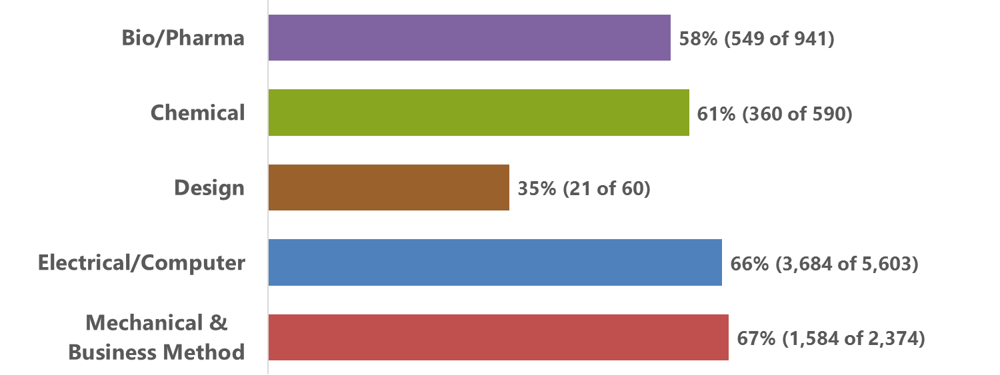 Bio/Pharma 58% (549 of 941)
Chemical 61% (360 of 590)
Design 35% (21 of 60)
Electrical/Computer 66% (3,684 of 5,603)
Mechanical &
Business Method 67% (1,584 of 2,374)